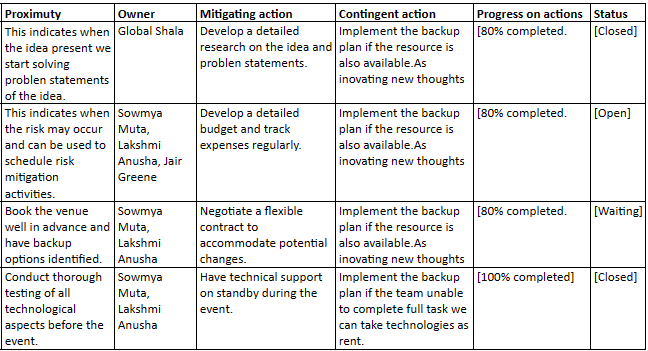 Proximuty Owner Mitigating action Contingent action Progress on actions Status
This indicates when
the idea present we
start solving
problen statements
of the idea.
Global Shala
Develop a detailed
research on the idea and
problen statements.
Implement the backup
plan if the resource is
also available.As
inovating new thoughts
[80% completed.
[Closed]
This indicates when
the risk may occur
and can be used to
schedule risk
mitigation
activities.
Sowmya
Muta,
Lakshmi
Anusha, Jair
Greene
Develop a detailed
budget and track
expenses regularly.
Implement the backup
plan if the resource is
also available.As
inovating new thoughts
[80% completed.
[Open]
Book the venue
well in advance and
have backup
options identified.
Sowmya
Muta,
Lakshmi
Anusha
Negotiate a flexible
contract to
accommodate potential
changes.
Implement the backup
plan if the resource is
also available.As
inovating new thoughts
[80% completed.
[Waiting]
Conduct thorough
testing of all
technological
aspects before the
event.
Sowmya
Muta,
Lakshmi
Anusha
Have technical support
on standby during the
event.
Implement the backup
plan if the team unable
to complete full task we
can take technologies as
rent.
[100% completed]
[Closed]